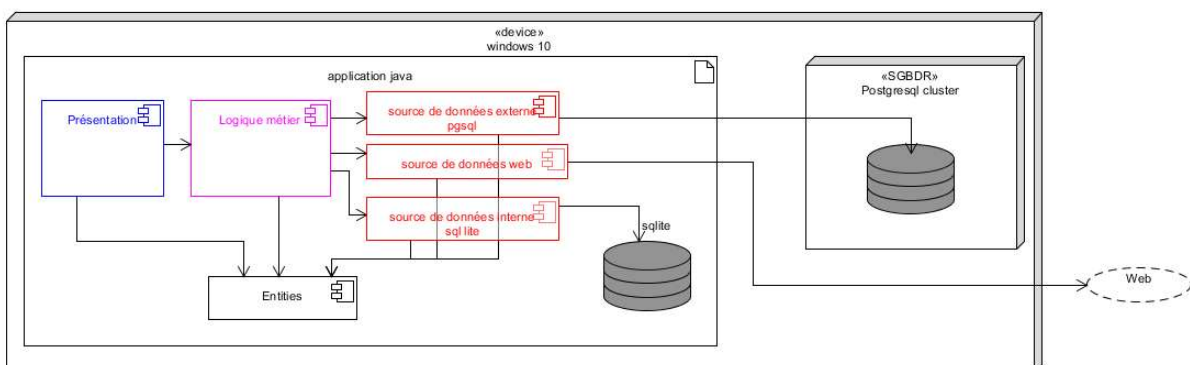 «device»
windows 10
application java
«SGBDR»
Postgresql cluster
Présentation
Logique métier
source de données externe
pgsql
source de données web
source de données interne
sql lite
sqlite
Entities
Web